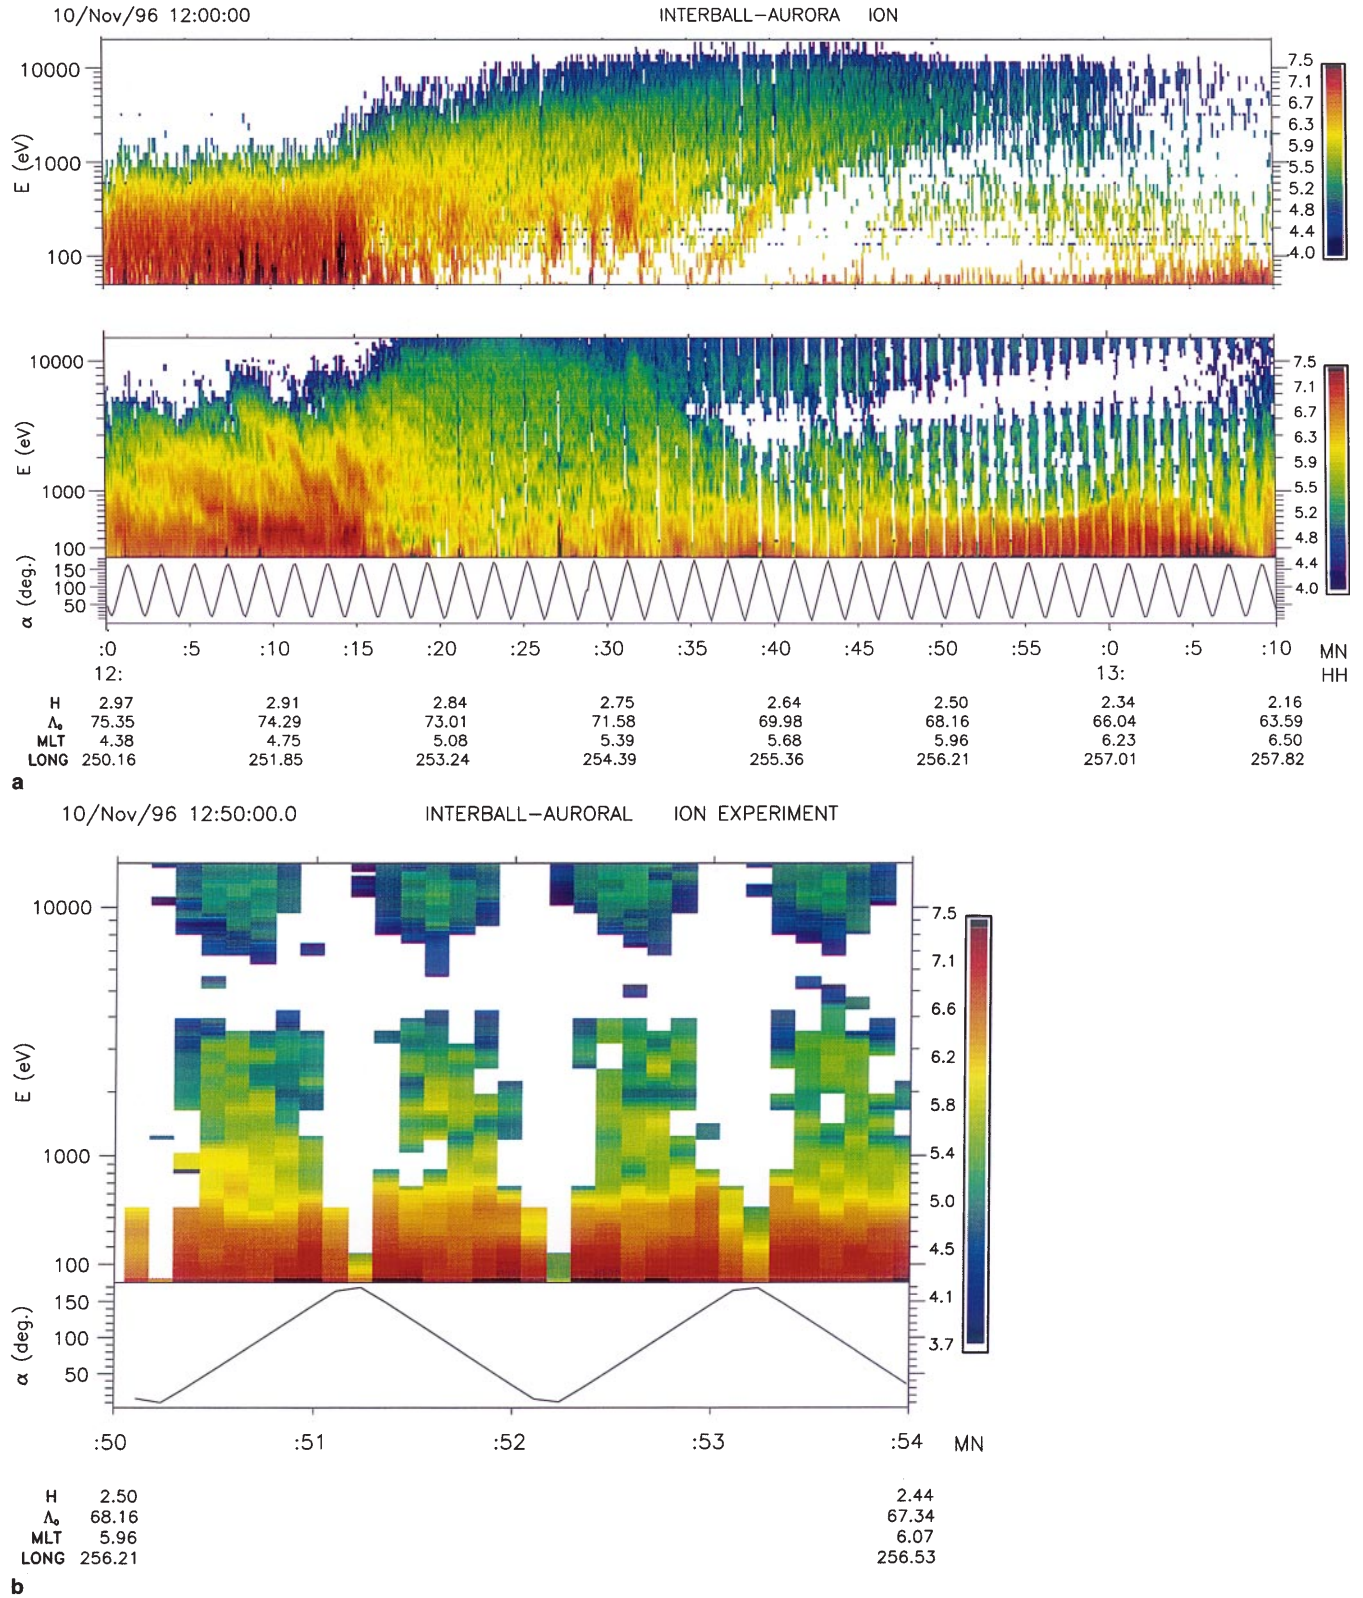 10/Nov/96 12:00:00 INTERBALL-AURORA ION
10000
1000
100
E (eV)
7.5
7.1
6.7
6.3
5.9
5.5
5.2
4.8
4.4
4.0
10000
1000
100
E (eV)
7.5
7.1
6.7
6.3
5.9
5.5
5.2
4.8
4.4
4.0
150
100
50
α (deg.)
:0 :5 :10 :15 :20 :25 :30 :35 :40 :45 :50 :55 :0 :5 :10 MN
12: 13: HH
H 2.97 2.91 2.84 2.75 2.64 2.50 2.34 2.16
Λ₀ 75.35 74.29 73.01 71.58 69.98 68.16 66.04 63.59
MLT 4.38 4.75 5.08 5.39 5.68 5.96 6.23 6.50
LONG 250.16 251.85 253.24 254.39 255.36 256.21 257.01 257.82
a
10/Nov/96 12:50:00.0 INTERBALL-AURORAL ION EXPERIMENT
10000
1000
100
E (eV)
7.5
7.1
6.6
6.2
5.8
5.4
5.0
4.5
4.1
3.7
150
100
50
α (deg.)
:50 :51 :52 :53 :54 MN
H 2.50 2.44
Λ₀ 68.16 67.34
MLT 5.96 6.07
LONG 256.21 256.53
b